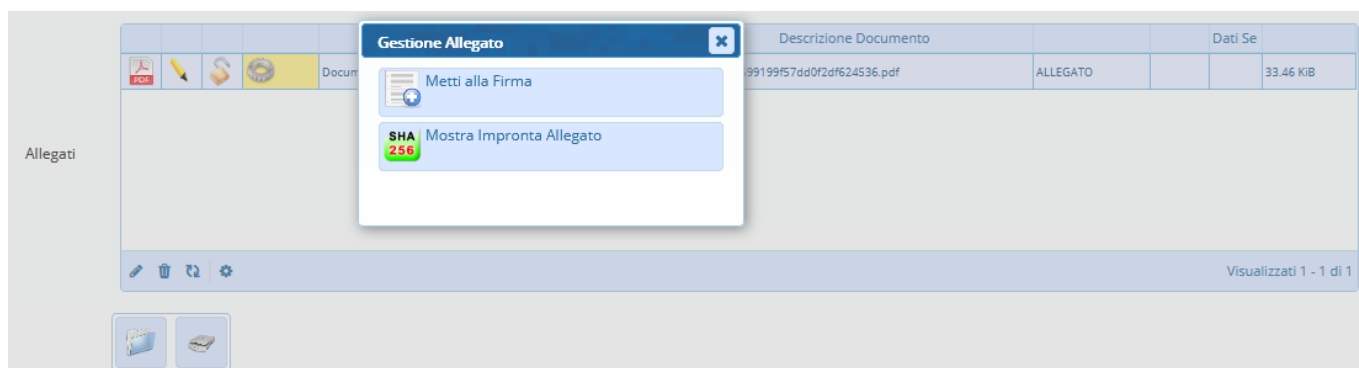 Gestione Allegato
Descrizione Documento
Dati Se
PDF
Docum
99199f57dd0f2df624536.pdf
ALLEGATO
33.46 KiB
Metti alla Firma
SHA
256
Mostra Impronta Allegato
Allegati
Visualizzati 1 - 1 di 1